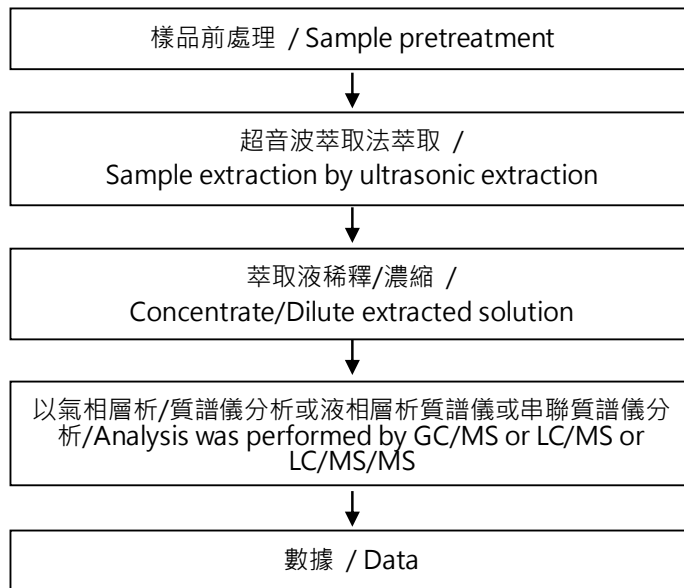 樣品前處理 / Sample pretreatment
超音波萃取法萃取 /
Sample extraction by ultrasonic extraction
萃取液稀釋/濃縮 /
Concentrate/Dilute extracted solution
以氣相層析/質譜儀分析或液相層析質譜儀或串聯質譜儀分
析/Analysis was performed by GC/MS or LC/MS or
LC/MS/MS
數據 / Data